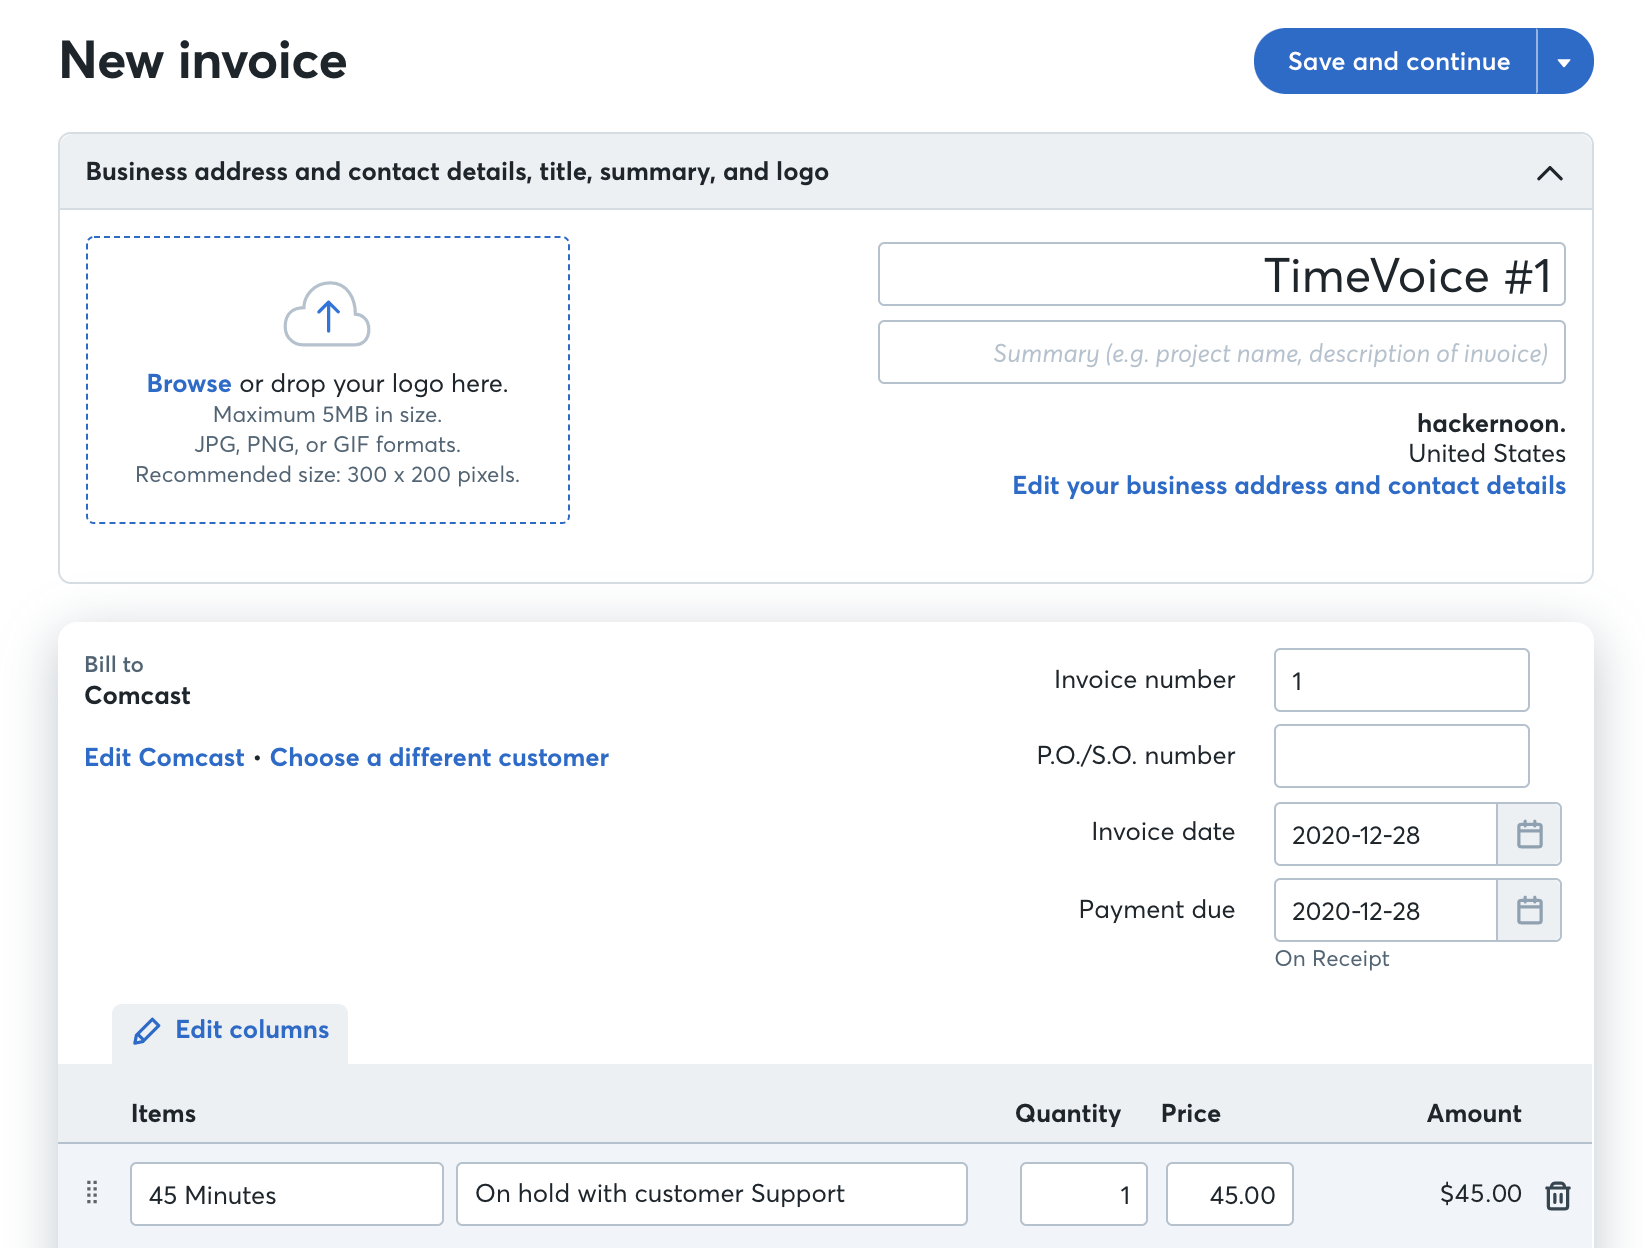 New invoice
Save and continue
Business address and contact details, title, summary, and logo
TimeVoice #1
Summary (e.g. project name, description of invoice)
Browse or drop your logo here.
Maximum 5MB in size.
JPG, PNG, or GIF formats.
Recommended size: 300 x 200 pixels.
hackernoon.
United States
Edit your business address and contact details
Bill to
Comcast
Edit Comcast • Choose a different customer
Invoice number 1
P.O./S.O. number
Invoice date 2020-12-28
Payment due 2020-12-28
On Receipt
Edit columns
Items Quantity Price Amount
45 Minutes On hold with customer Support 1 45.00 $45.00